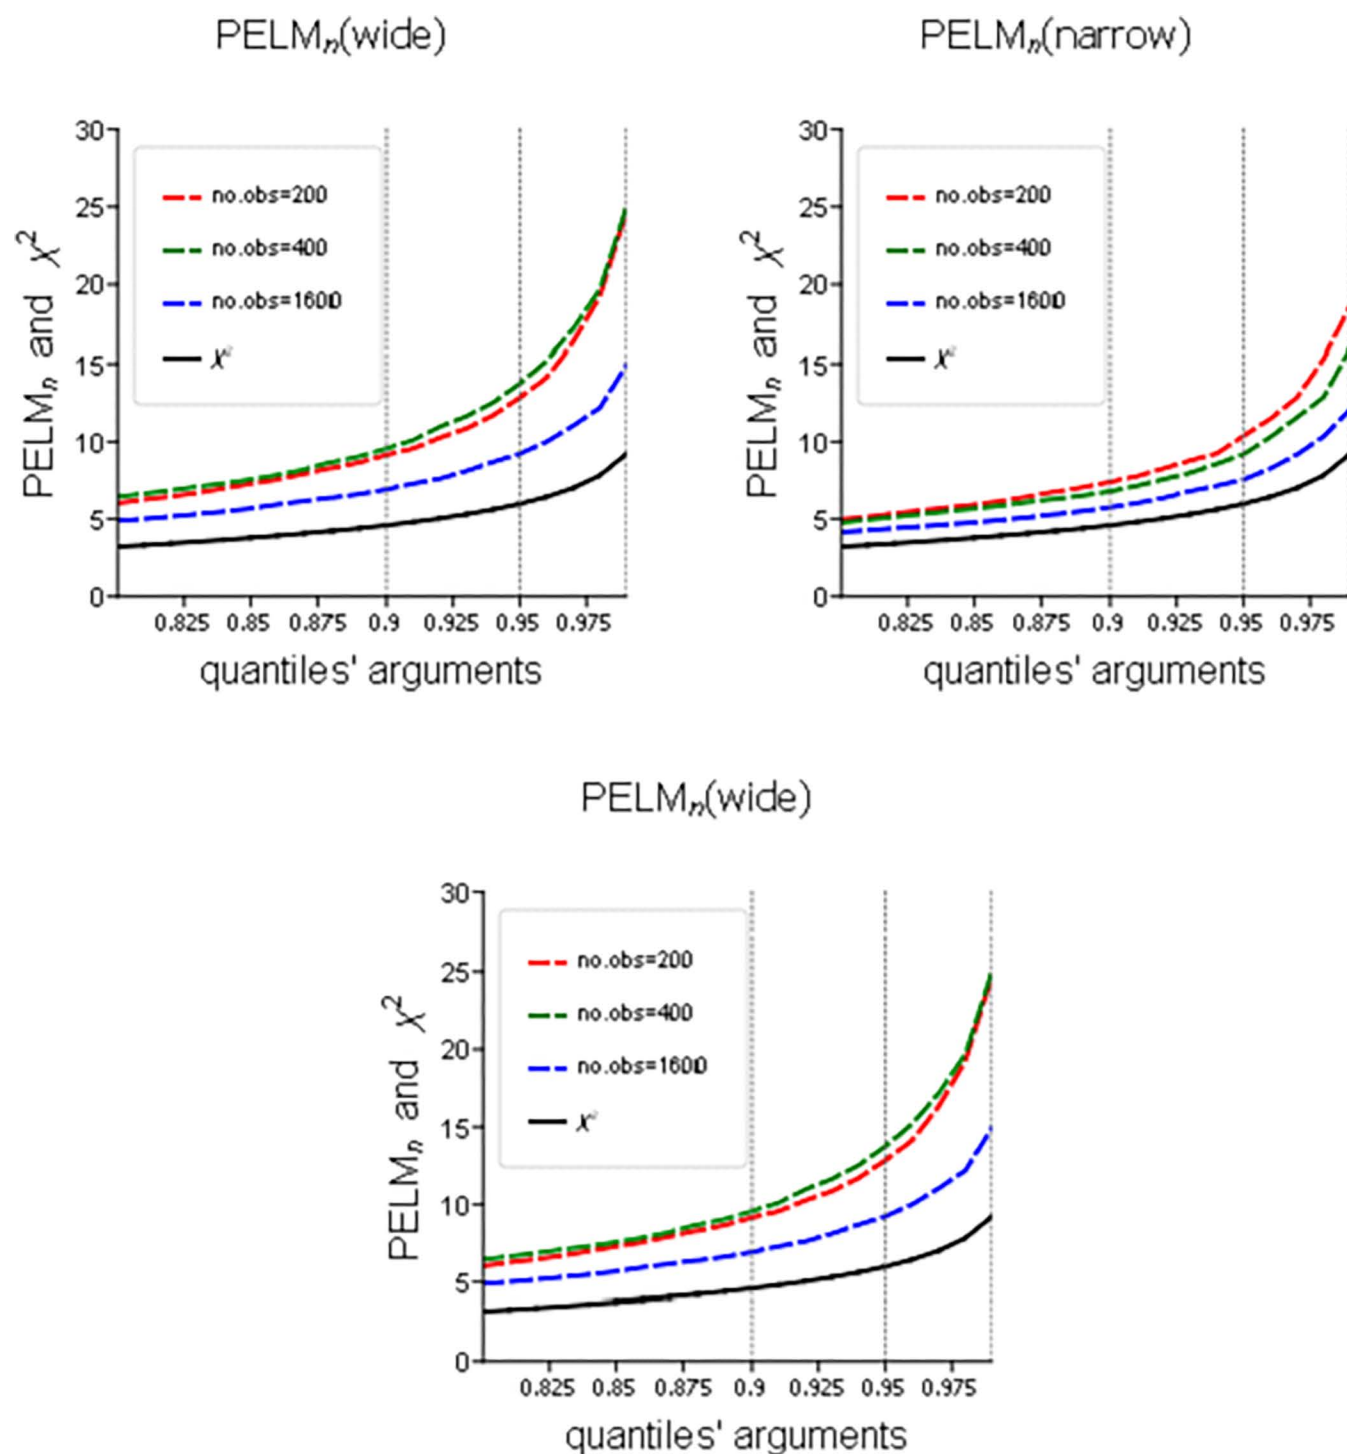 PELMₙ(wide)
30
25
20
15
10
5
0
PELMₙ and χ²
no.obs=200
no.obs=400
no.obs=1600
χ²
0.825 0.85 0.875 0.9 0.925 0.95 0.975
quantiles' arguments
PELMₙ(narrow)
30
25
20
15
10
5
0
PELMₙ and χ²
no.obs=200
no.obs=400
no.obs=1600
χ²
0.825 0.85 0.875 0.9 0.925 0.95 0.975
quantiles' arguments
PELMₙ(wide)
30
25
20
15
10
5
0
PELMₙ and χ²
no.obs=200
no.obs=400
no.obs=1600
χ²
0.825 0.85 0.875 0.9 0.925 0.95 0.975
quantiles' arguments